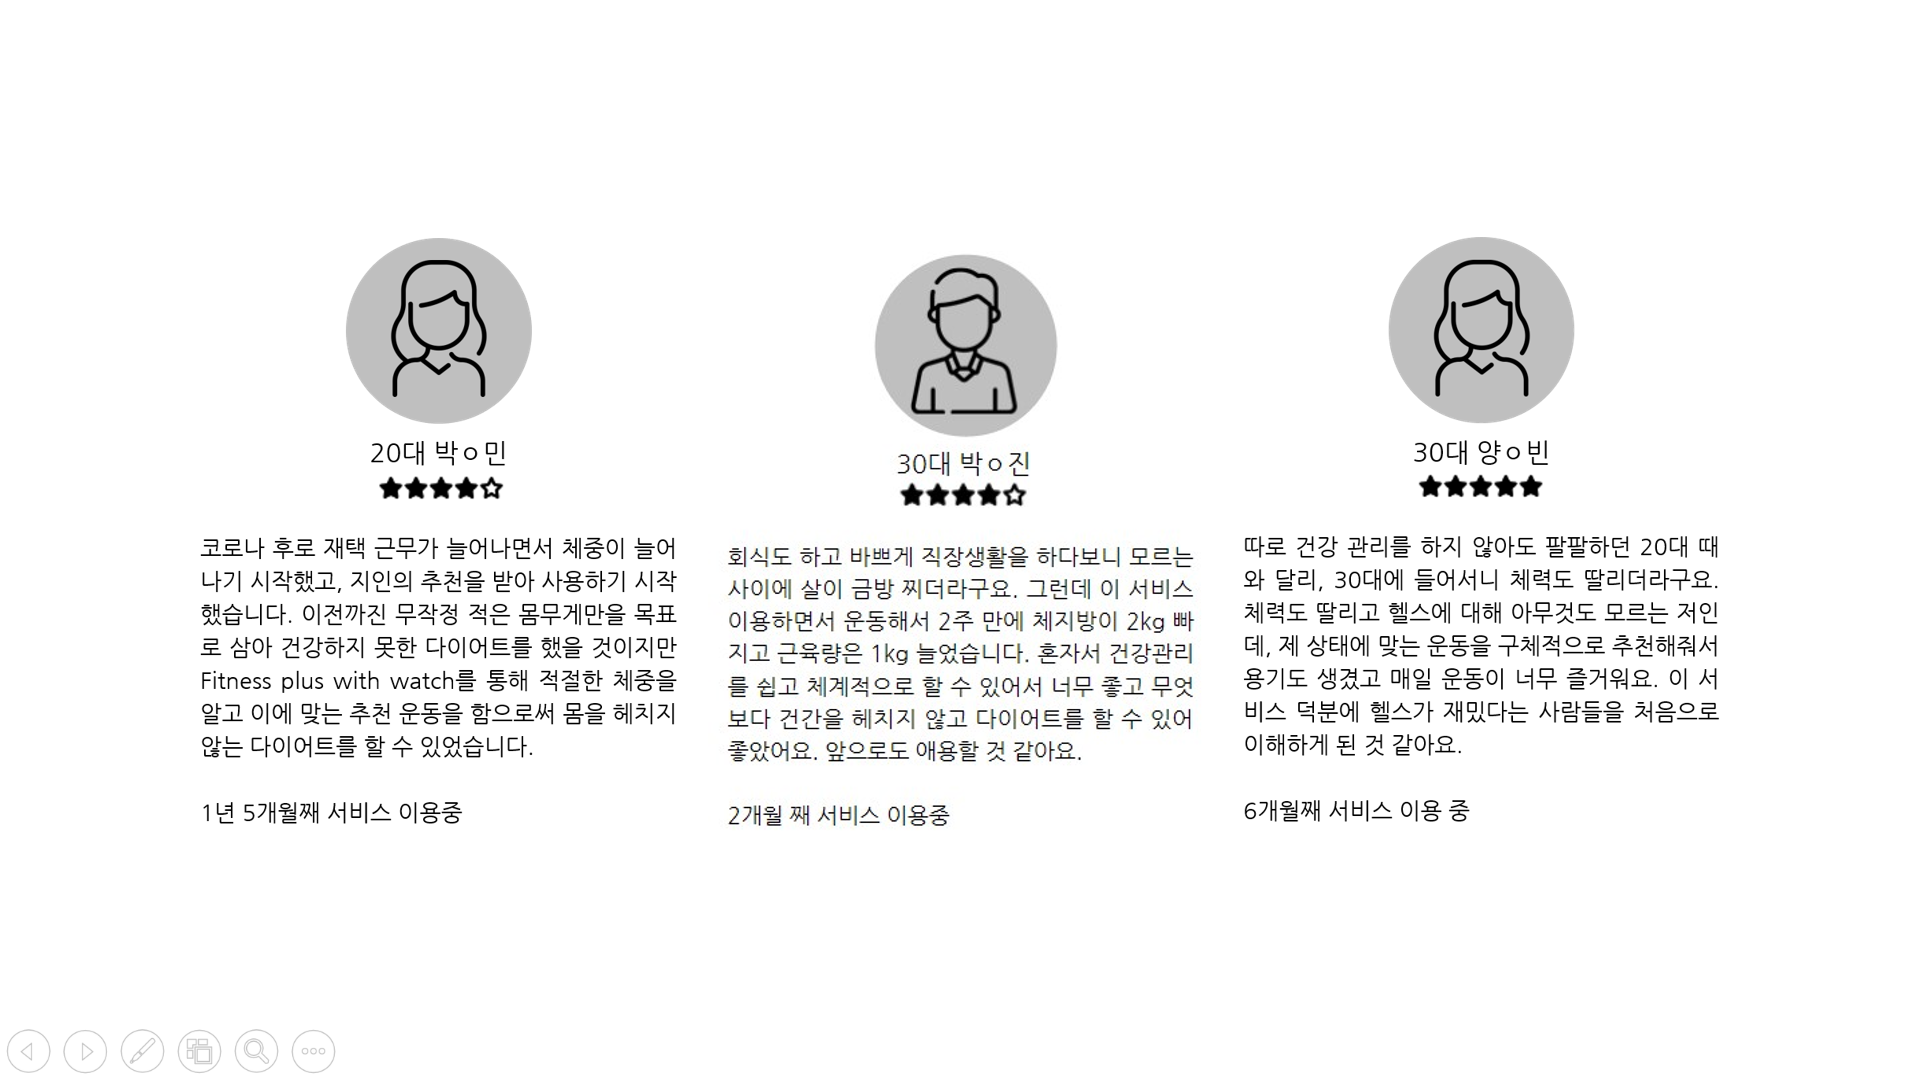 20대 박ㅇ민
★★★★☆
코로나 후로 재택 근무가 늘어나면서 체중이 늘어
나기 시작했고, 지인의 추천을 받아 사용하기 시작
했습니다. 이전까진 무작정 적은 몸무게만을 목표
로 삼아 건강하지 못한 다이어트를 했을 것이지만
Fitness plus with watch를 통해 적절한 체중을
알고 이에 맞는 추천 운동을 함으로써 몸을 헤치지
않는 다이어트를 할 수 있었습니다.
1년 5개월째 서비스 이용중
30대 박ㅇ진
★★★★☆
회식도 하고 바쁘게 직장생활을 하다보니 모르는
사이에 살이 금방 찌더라구요. 그런데 이 서비스
이용하면서 운동해서 2주 만에 체지방이 2kg 빠
지고 근육량은 1kg 늘었습니다. 혼자서 건강관리
를 쉽고 체계적으로 할 수 있어서 너무 좋고 무엇
보다 건간을 헤치지 않고 다이어트를 할 수 있어
좋았어요. 앞으로도 애용할 것 같아요.
2개월 째 서비스 이용중
30대 양ㅇ빈
★★★★★
따로 건강 관리를 하지 않아도 팔팔하던 20대 때
와 달리, 30대에 들어서니 체력도 딸리더라구요.
체력도 딸리고 헬스에 대해 아무것도 모르는 저인
데, 제 상태에 맞는 운동을 구체적으로 추천해줘서
용기도 생겼고 매일 운동이 너무 즐거워요. 이 서
비스 덕분에 헬스가 재밌다는 사람들을 처음으로
이해하게 된 것 같아요.
6개월째 서비스 이용 중